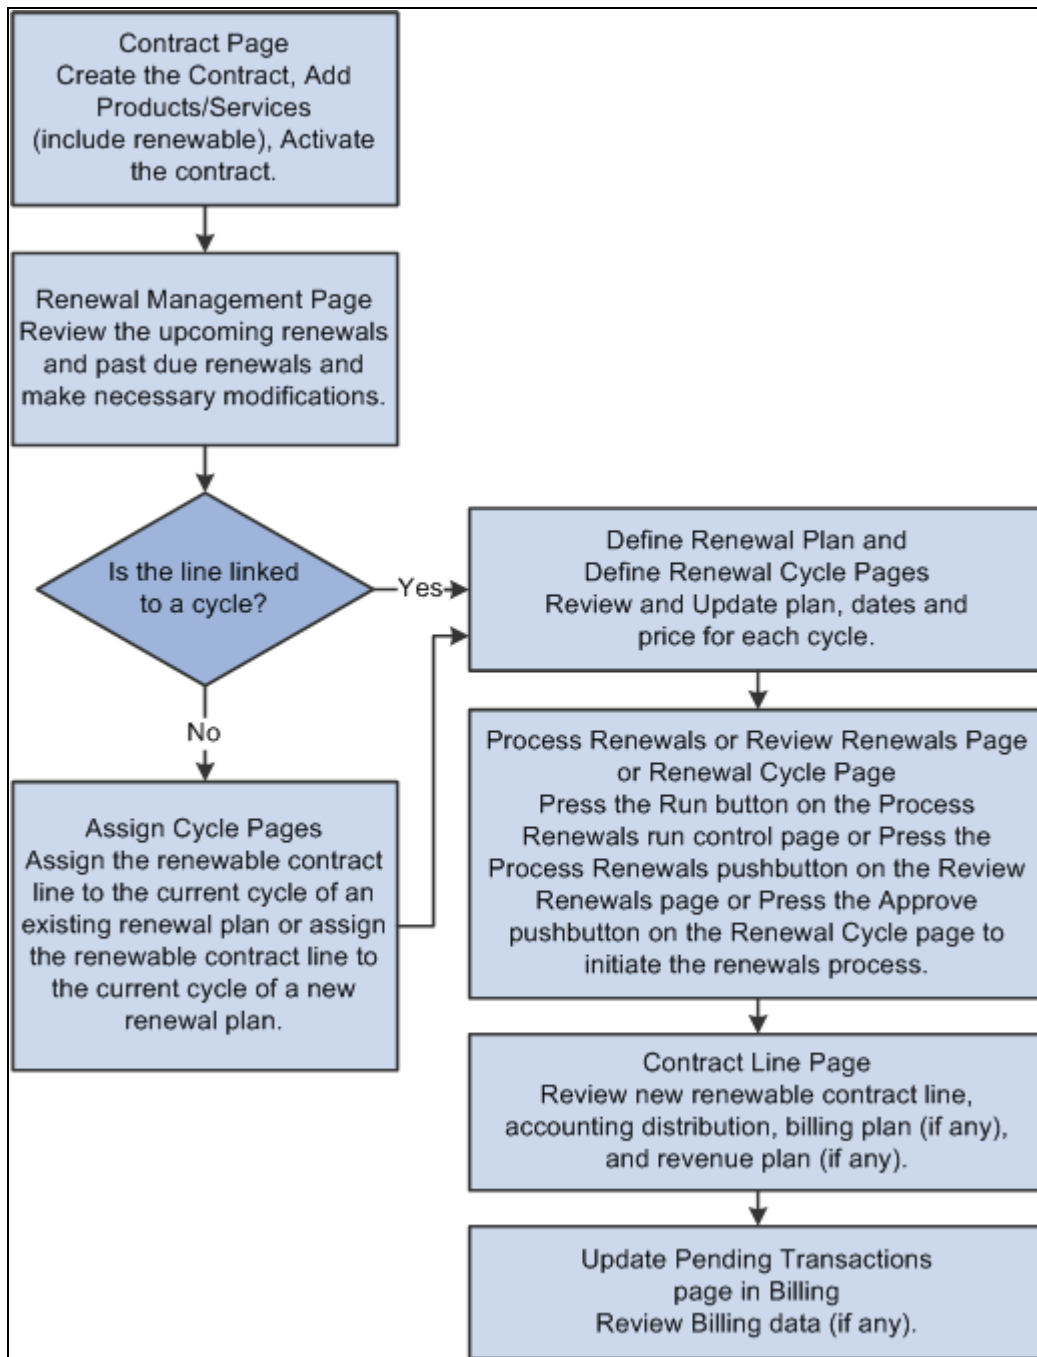 Contract Page
Create the Contract, Add
Products/Services
(include renewable), Activate
the contract.
Renewal Management Page
Review the upcoming renewals
and past due renewals and
make necessary modifications.
Is the line linked
to a cycle?
Yes
No
Assign Cycle Pages
Assign the renewable contract
line to the current cycle of an
existing renewal plan or assign
the renewable contract line to
the current cycle of a new
renewal plan.
Define Renewal Plan and
Define Renewal Cycle Pages
Review and Update plan, dates and
price for each cycle.
Process Renewals or Review Renewals Page
or Renewal Cycle Page
Press the Run button on the Process
Renewals run control page or Press the
Process Renewals pushbutton on the Review
Renewals page or Press the Approve
pushbutton on the Renewal Cycle page to
initiate the renewals process.
Contract Line Page
Review new renewable contract line,
accounting distribution, billing plan (if any),
and revenue plan (if any).
Update Pending Transactions
page in Billing
Review Billing data (if any).